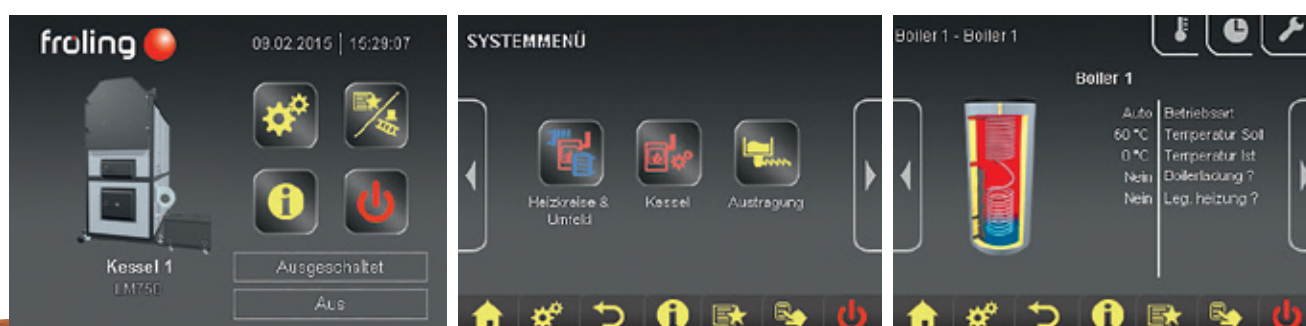 froling
09.02.2015 | 15:29:07
Kessel 1
LM750
Ausgeschaltet
Aus
SYSTEMMENÜ
Heizkreise &
Umfeld
Kessel
Austragung
Boiler 1 - Boiler 1
Boiler 1
Auto Betriebsart
60 °C Temperatur Soll
0 °C Temperatur Ist
Nein Boilerladung ?
Nein Leg. heizung ?